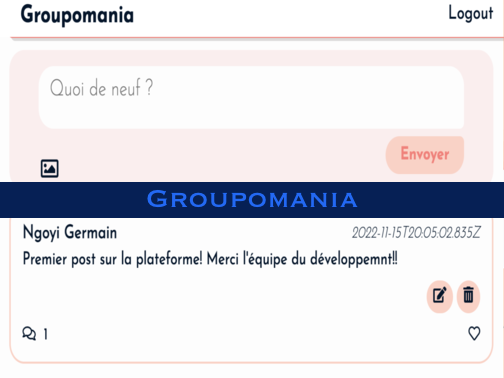 Groupomania
Logout
Quoi de neuf ?
Envoyer
GROUPOMANIA
Ngoyi Germain
2022-11-15T20:05:02.835Z
Premier post sur la plateforme! Merci l'équipe du développemnt!!
1